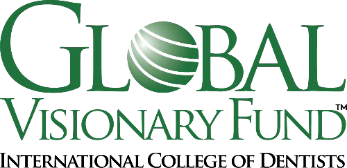 GLOBAL
VISIONARY FUND™
INTERNATIONAL COLLEGE OF DENTISTS